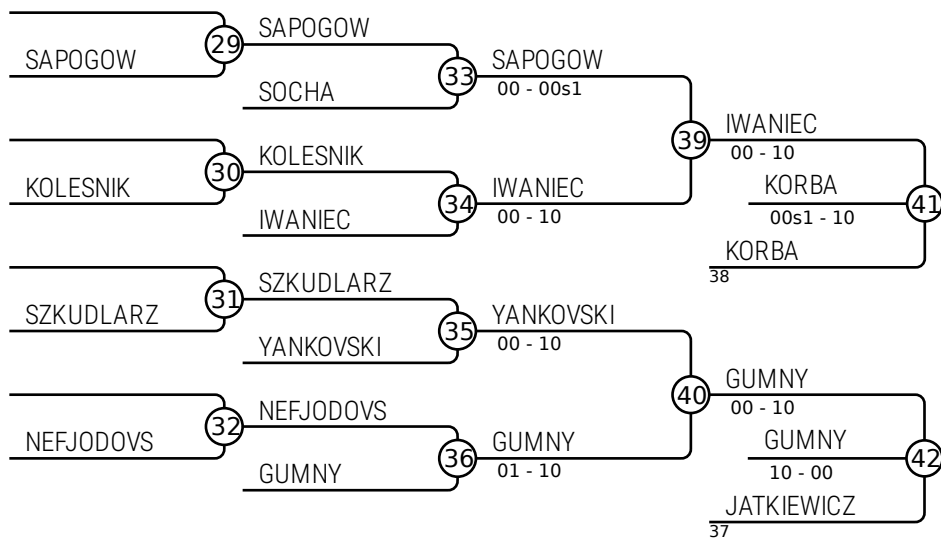 SAPOGOW
29
SAPOGOW
SOCHA
33
SAPOGOW
00 - 00s1
KOLESNIK
30
KOLESNIK
IWANIEC
34
IWANIEC
00 - 10
39
IWANIEC
00 - 10
KORBA
00s1 - 10
41
KORBA
38
SZKUDLARZ
31
SZKUDLARZ
YANKOVSKI
35
YANKOVSKI
00 - 10
NEFJODOVS
32
NEFJODOVS
GUMNY
36
GUMNY
01 - 10
40
GUMNY
00 - 10
GUMNY
10 - 00
42
JATKIEWICZ
37